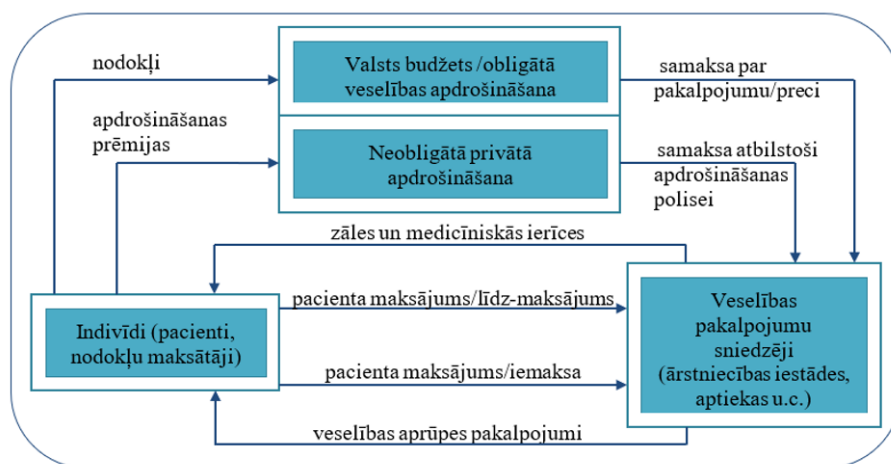 nodokļi
Valsts budžets /obligātā
veselības apdrošināšana
samaksa par
pakalpojumu/preci
apdrošināšanas
prēmijas
Neobligātā privātā
apdrošināšana
samaksa atbilstoši
apdrošināšanas
polisei
zāles un medicīniskās ierīces
Indivīdi (pacienti,
nodokļu maksātāji)
pacienta maksājums/līdz-maksājums
pacienta maksājums/iemaksa
Veselības
pakalpojumu
sniedzēji
(ārstniecības iestādes,
aptiekas u.c.)
veselības aprūpes pakalpojumi